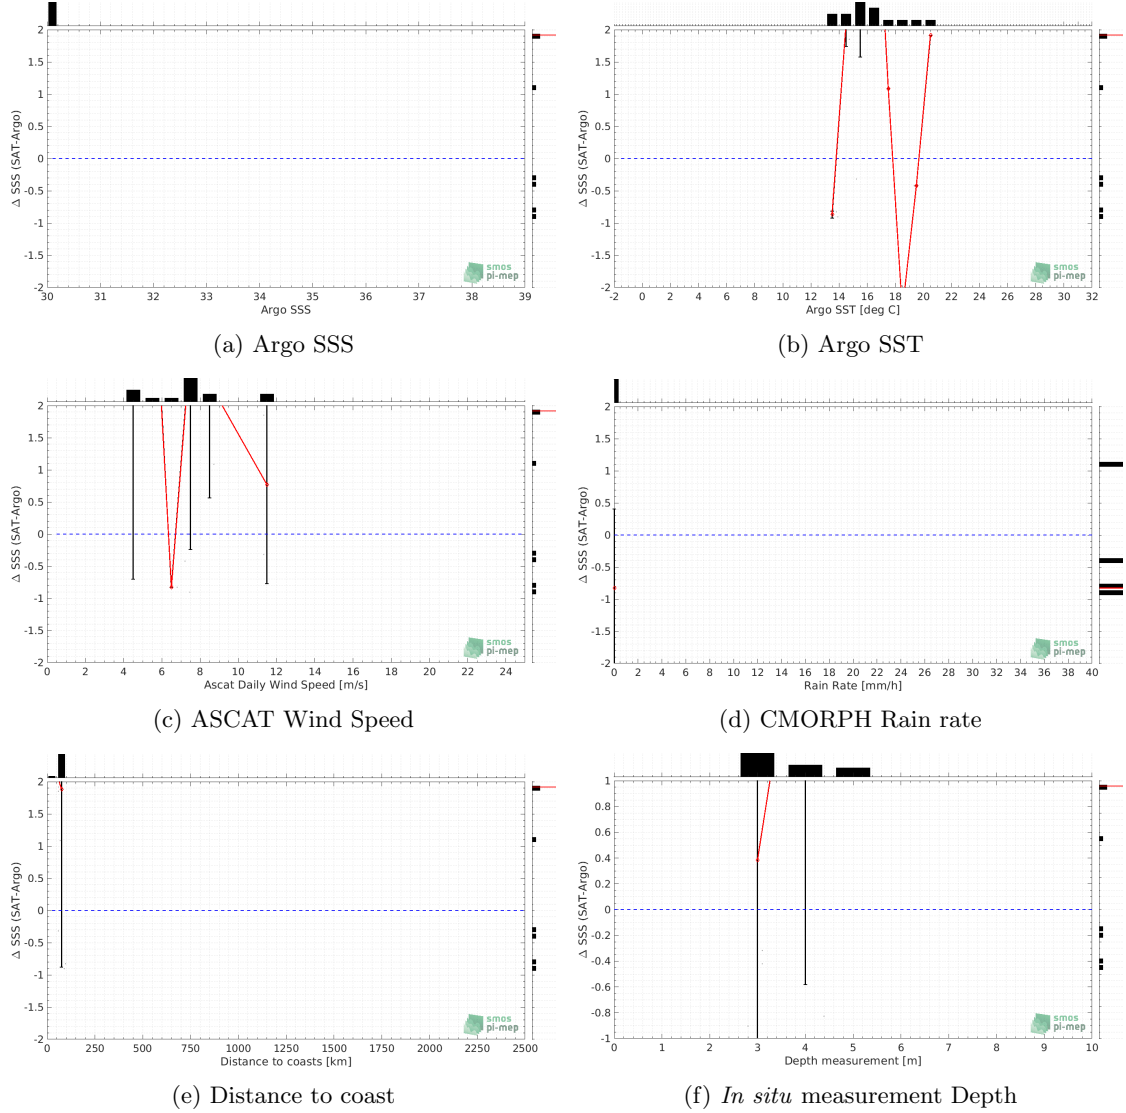 2
1.5
1
0.5
0
-0.5
-1
-1.5
-2
Δ SSS (SAT-Argo)
30 31 32 33 34 35 36 37 38 39
Argo SSS
smos
pi-mep
(a) Argo SSS
2
1.5
1
0.5
0
-0.5
-1
-1.5
-2
Δ SSS (SAT-Argo)
-2 0 2 4 6 8 10 12 14 16 18 20 22 24 26 28 30 32
Argo SST [deg C]
smos
pi-mep
(b) Argo SST
2
1.5
1
0.5
0
-0.5
-1
-1.5
-2
Δ SSS (SAT-Argo)
0 2 4 6 8 10 12 14 16 18 20 22 24
Ascat Daily Wind Speed [m/s]
smos
pi-mep
(c) ASCAT Wind Speed
2
1.5
1
0.5
0
-0.5
-1
-1.5
-2
Δ SSS (SAT-Argo)
0 2 4 6 8 10 12 14 16 18 20 22 24 26 28 30 32 34 36 38 40
Rain Rate [mm/h]
smos
pi-mep
(d) CMORPH Rain rate
2
1.5
1
0.5
0
-0.5
-1
-1.5
-2
Δ SSS (SAT-Argo)
0 250 500 750 1000 1250 1500 1750 2000 2250 2500
Distance to coasts [km]
smos
pi-mep
(e) Distance to coast
1
0.8
0.6
0.4
0.2
0
-0.2
-0.4
-0.6
-0.8
-1
Δ SSS (SAT-Argo)
0 1 2 3 4 5 6 7 8 9 10
Depth measurement [m]
smos
pi-mep
(f) In situ measurement Depth